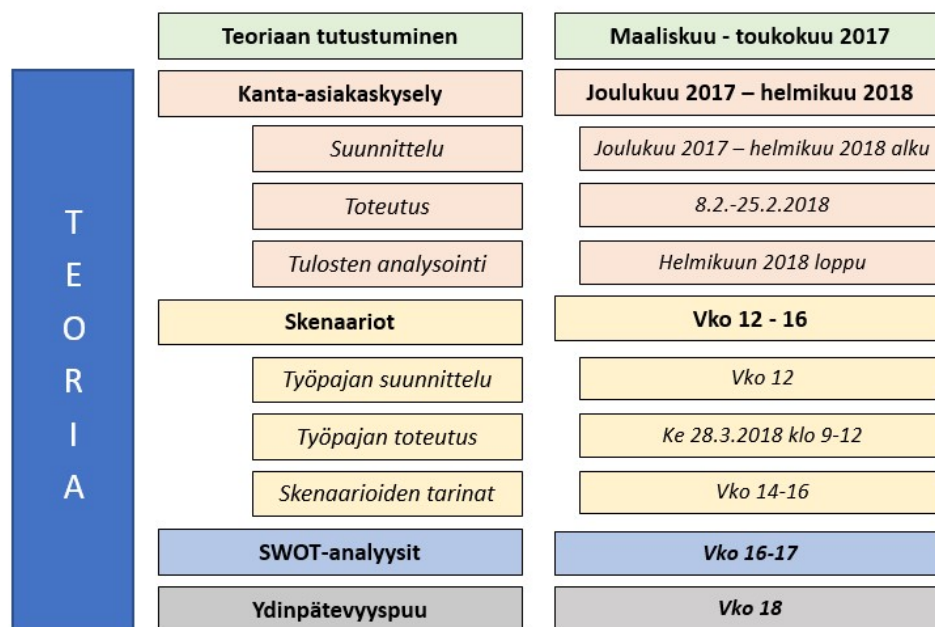 Teoriaan tutustuminen
Maaliskuu - toukokuu 2017
T
E
O
R
I
A
Kanta-asiakaskysely
Joulukuu 2017 – helmikuu 2018
Suunnittelu
Joulukuu 2017 – helmikuu 2018 alku
Toteutus
8.2.-25.2.2018
Tulosten analysointi
Helmikuun 2018 loppu
Skenaariot
Vko 12 - 16
Työpajan suunnittelu
Vko 12
Työpajan toteutus
Ke 28.3.2018 klo 9-12
Skenaarioiden tarinat
Vko 14-16
SWOT-analyysit
Vko 16-17
Ydinpätevyyspuu
Vko 18